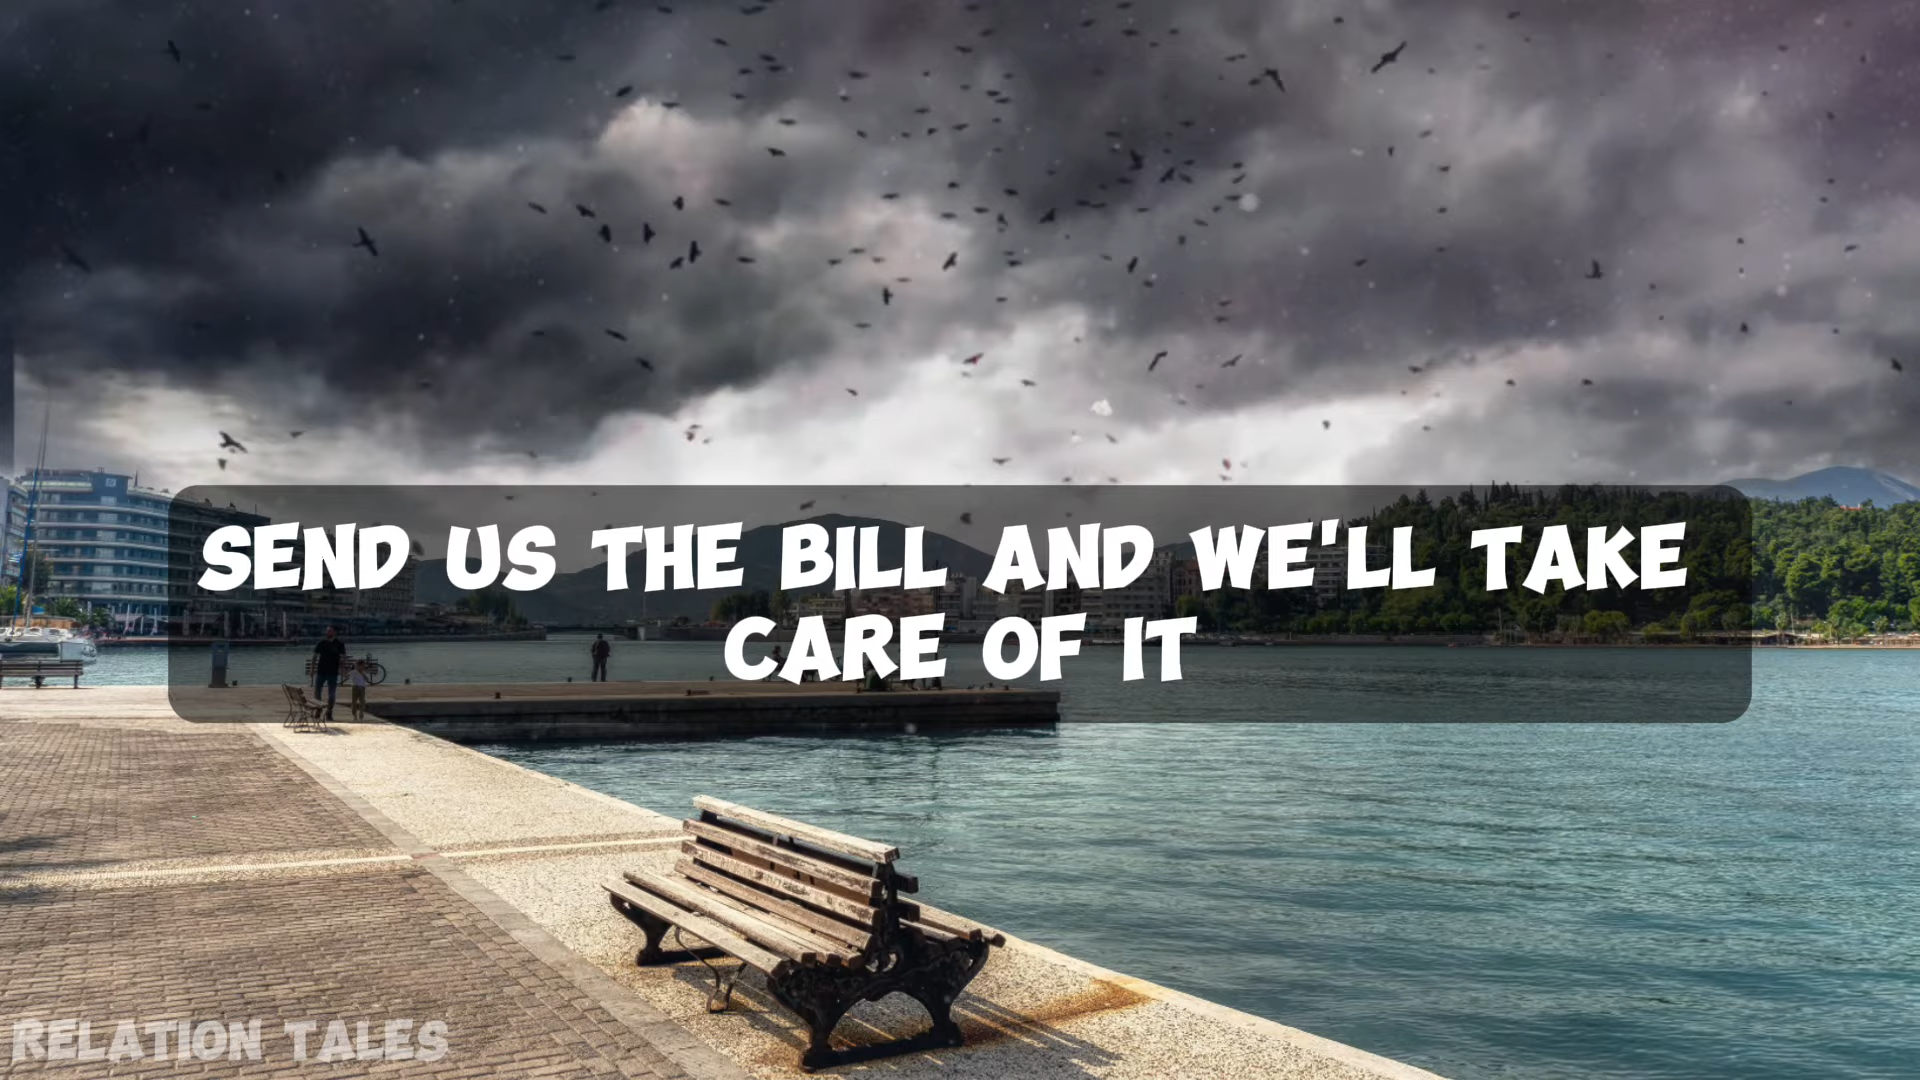 SEND US THE BILL AND WE'LL TAKE
CARE OF IT
RELATION TALES